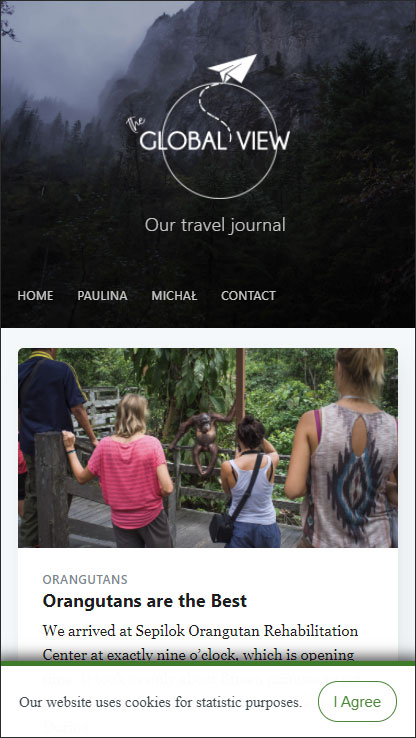 the
GLOBAL VIEW
Our travel journal
HOME PAULINA MICHAŁ CONTACT
ORANGUTANS
Orangutans are the Best
We arrived at Sepilok Orangutan Rehabilitation
Center at exactly nine o’clock, which is opening
Our website uses cookies for statistic purposes.
I Agree